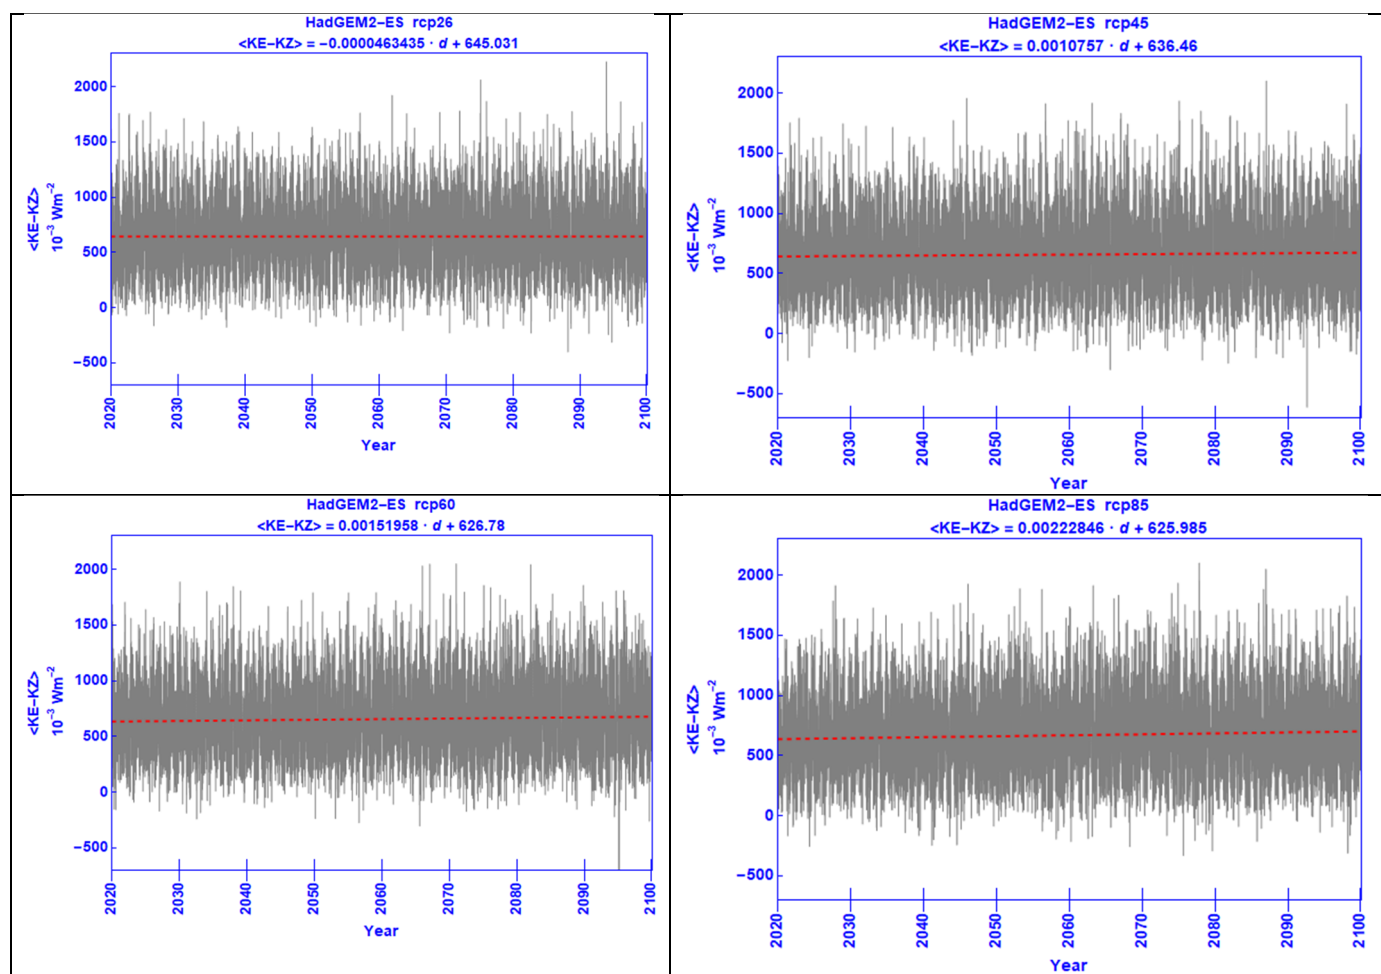 HadGEM2−ES rcp26
<KE−KZ> = −0.0000463435 · d + 645.031
<KE−KZ>
10⁻³ Wm⁻²
2000
1500
1000
500
0
−500
2020 2030 2040 2050 2060 2070 2080 2090 2100
Year
HadGEM2−ES rcp45
<KE−KZ> = 0.0010757 · d + 636.46
<KE−KZ>
10⁻³ Wm⁻²
2000
1500
1000
500
0
−500
2020 2030 2040 2050 2060 2070 2080 2090 2100
Year
HadGEM2−ES rcp60
<KE−KZ> = 0.00151958 · d + 626.78
<KE−KZ>
10⁻³ Wm⁻²
2000
1500
1000
500
0
−500
2020 2030 2040 2050 2060 2070 2080 2090 2100
Year
HadGEM2−ES rcp85
<KE−KZ> = 0.00222846 · d + 625.985
<KE−KZ>
10⁻³ Wm⁻²
2000
1500
1000
500
0
−500
2020 2030 2040 2050 2060 2070 2080 2090 2100
Year